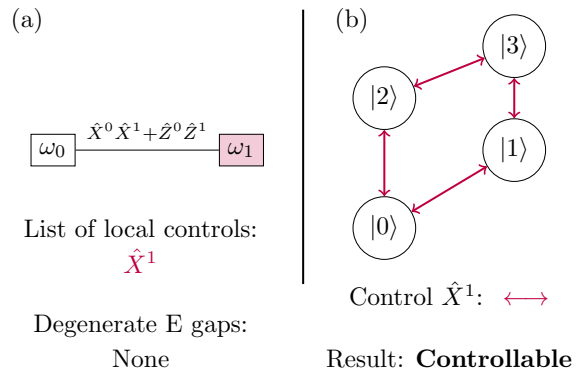 (a)
ω₀ X̂⁰X̂¹+Ẑ⁰Ẑ¹ ω₁
List of local controls:
X̂¹
Degenerate E gaps:
None
(b)
|3⟩
|2⟩
|1⟩
|0⟩
Control X̂¹: ⟷
Result: Controllable